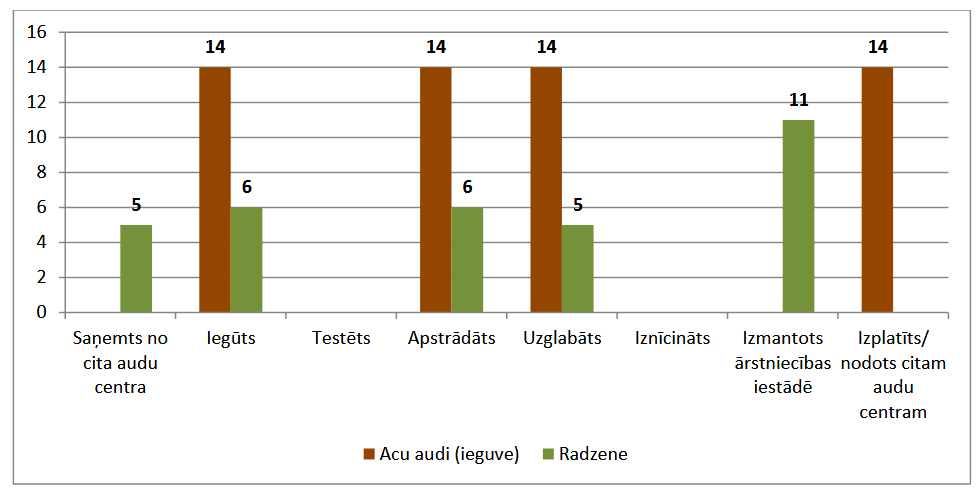 16
14
12
10
8
6
4
2
0
5
14
6
14
6
14
5
11
14
Saņemts no
cita audu
centra
Iegūts
Testēts
Apstrādāts
Uzglabāts
Iznīcināts
Izmantots
ārstniecības
iestādē
Izplatīts/
nodots citam
audu
centram
Acu audi (ieguve)
Radzene